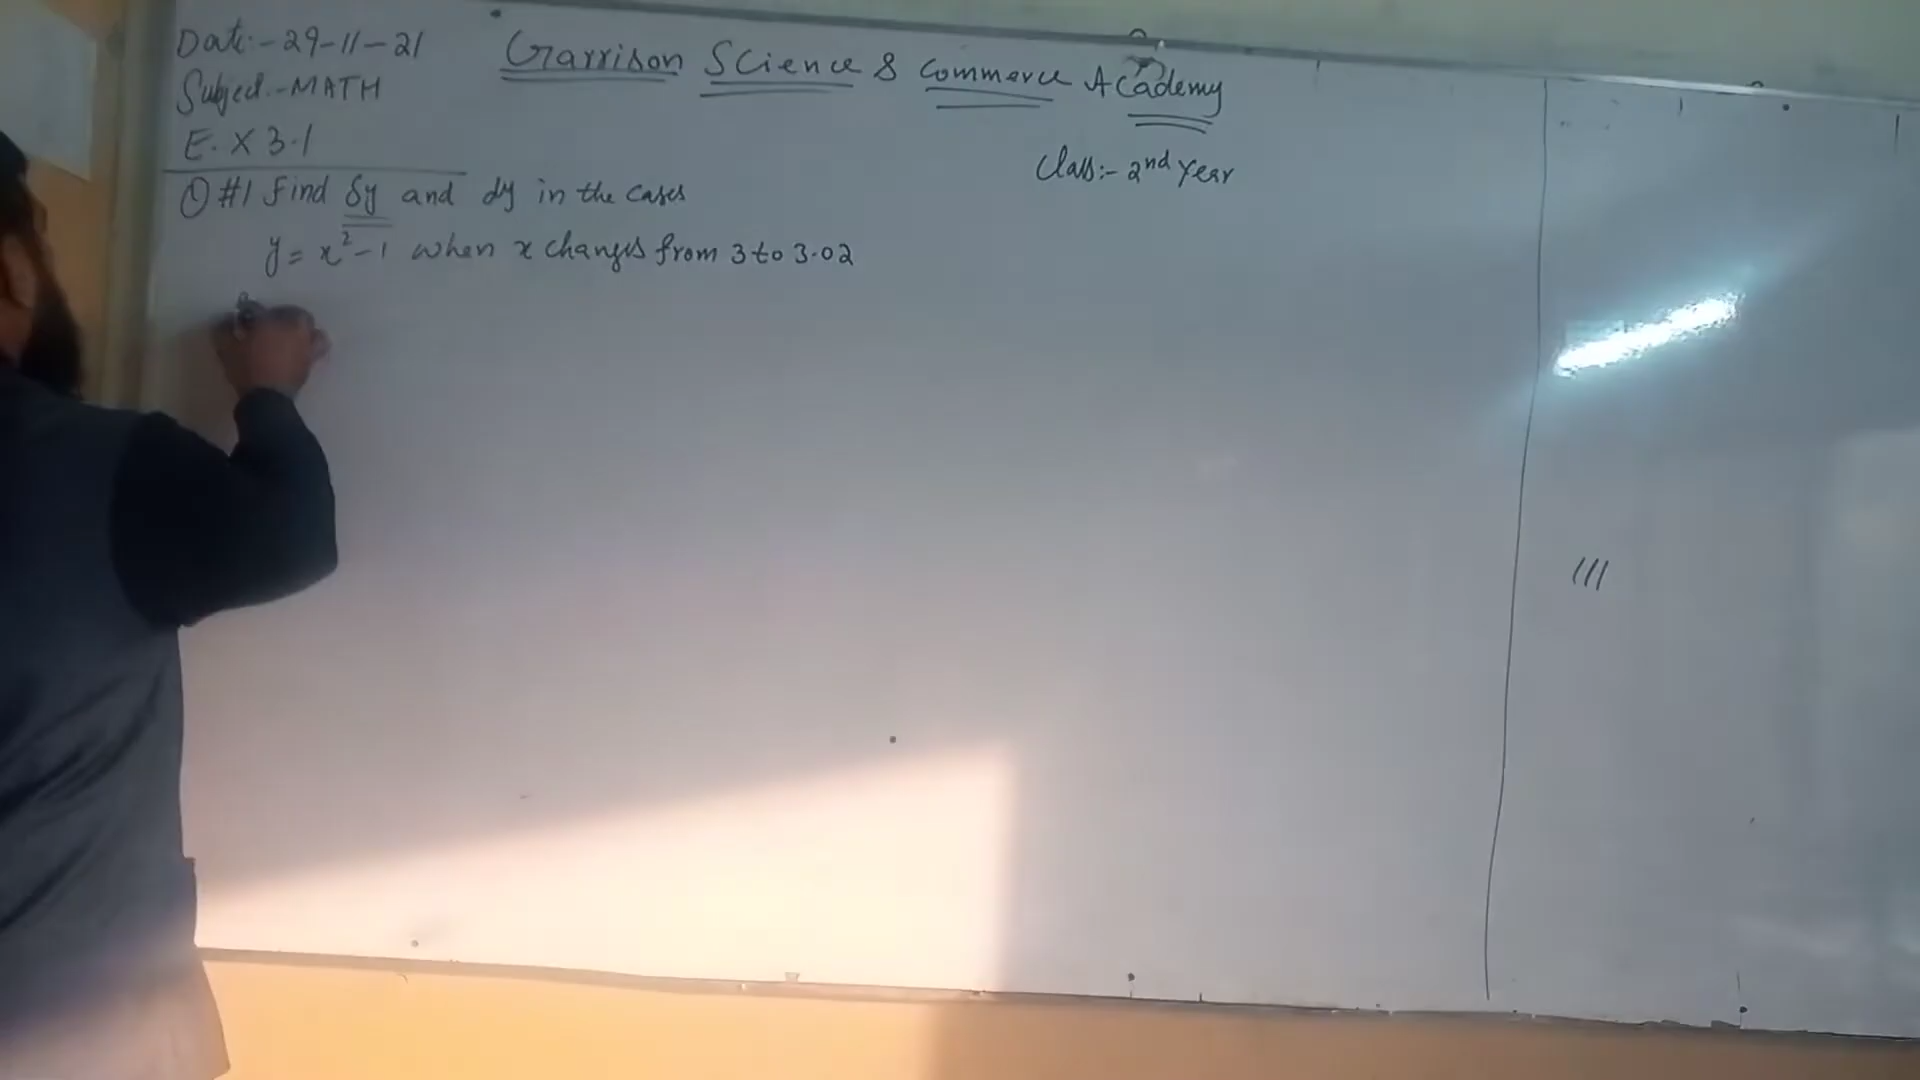 Date:-29-11-21
Garrison Science & Commerce Academy
Subject:-MATH
E. X 3.1
Class:- 2nd Year
Q #1 Find δy and dy in the cases
y = x²-1 when x changes from 3 to 3.02